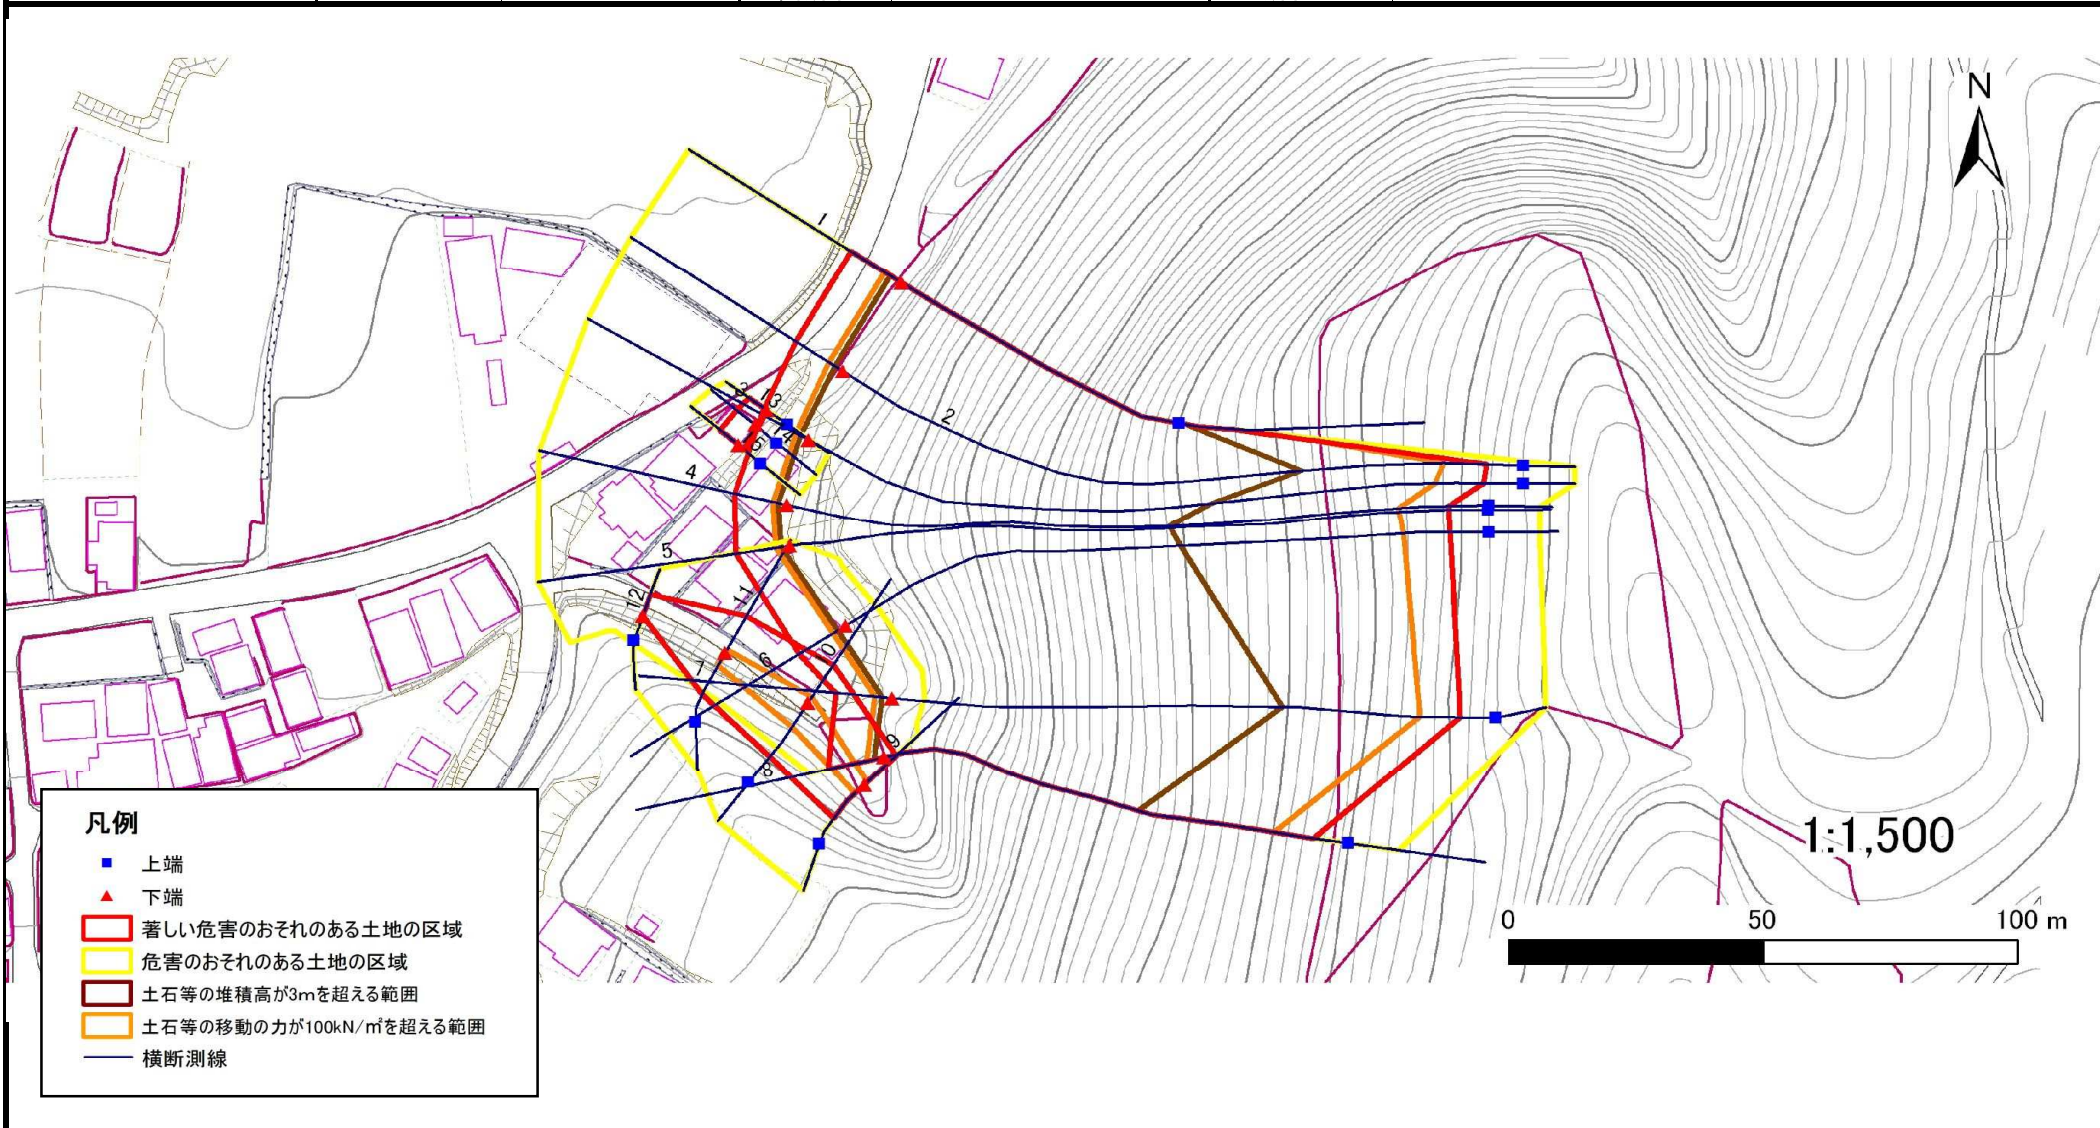 N
1
2
3
13
14
15
4
5
11
12
10
6
7
9
8
凡例
上端
下端
著しい危害のおそれのある土地の区域
危害のおそれのある土地の区域
土石等の堆積高が3mを超える範囲
土石等の移動の力が100kN/㎡を超える範囲
横断測線
1:1,500
0 50 100 m